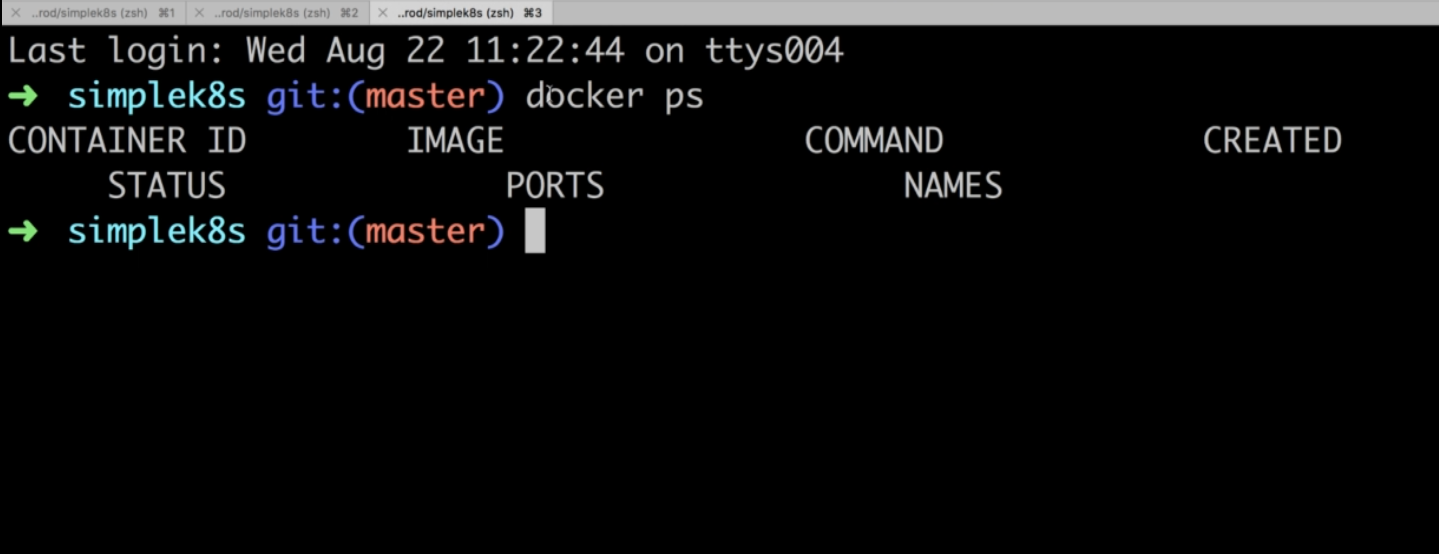 ..rod/simplek8s (zsh) ⌘1 ..rod/simplek8s (zsh) ⌘2 ..rod/simplek8s (zsh) ⌘3
Last login: Wed Aug 22 11:22:44 on ttys004
➜ simplek8s git:(master) docker ps
CONTAINER ID IMAGE COMMAND CREATED
STATUS PORTS NAMES
➜ simplek8s git:(master)